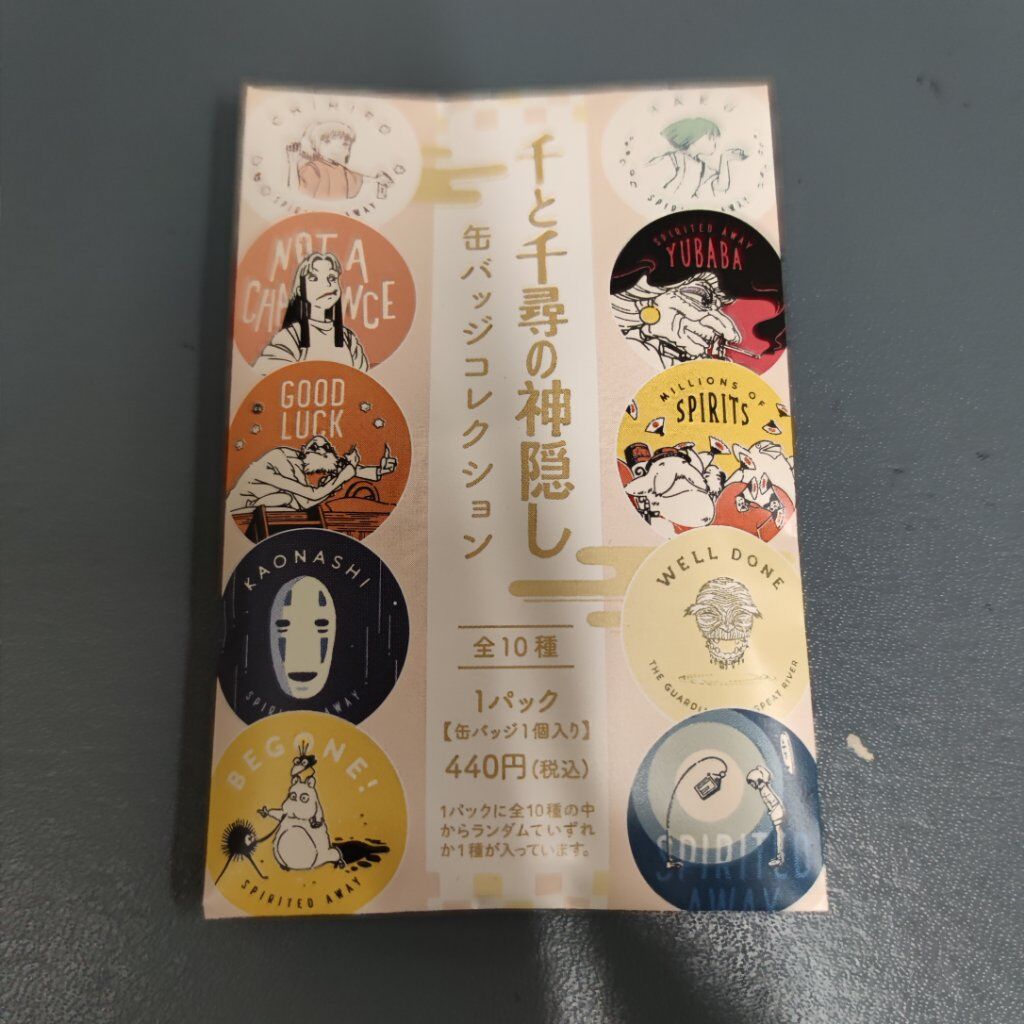 千と千尋の神隠し
缶バッジコレクション
全10種
1パック
【缶バッジ1個入り】
440円(税込)
1パックに全10種の中
からランダムでいずれ
か1種が入っています。
CHIHIRO
SPIRITED AWAY
NOT A
CHANCE
GOOD
LUCK
KAONASHI
SPIRITED AWAY
BEGONE!
SPIRITED AWAY
HAKU
SPIRITED AWAY
SPIRITED AWAY
YUBABA
MILLIONS OF
SPIRITS
WELL DONE
THE GUARDIAN
GREAT RIVER
SPIRITED
AWAY